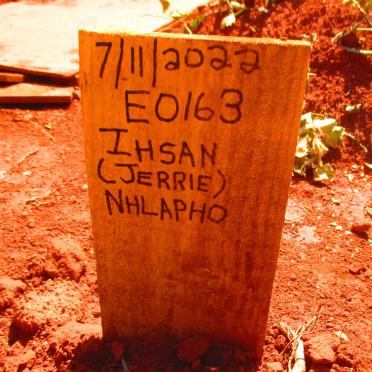 7/11/2022
E0163
IHSAN
(JERRIE)
NHLAPHO